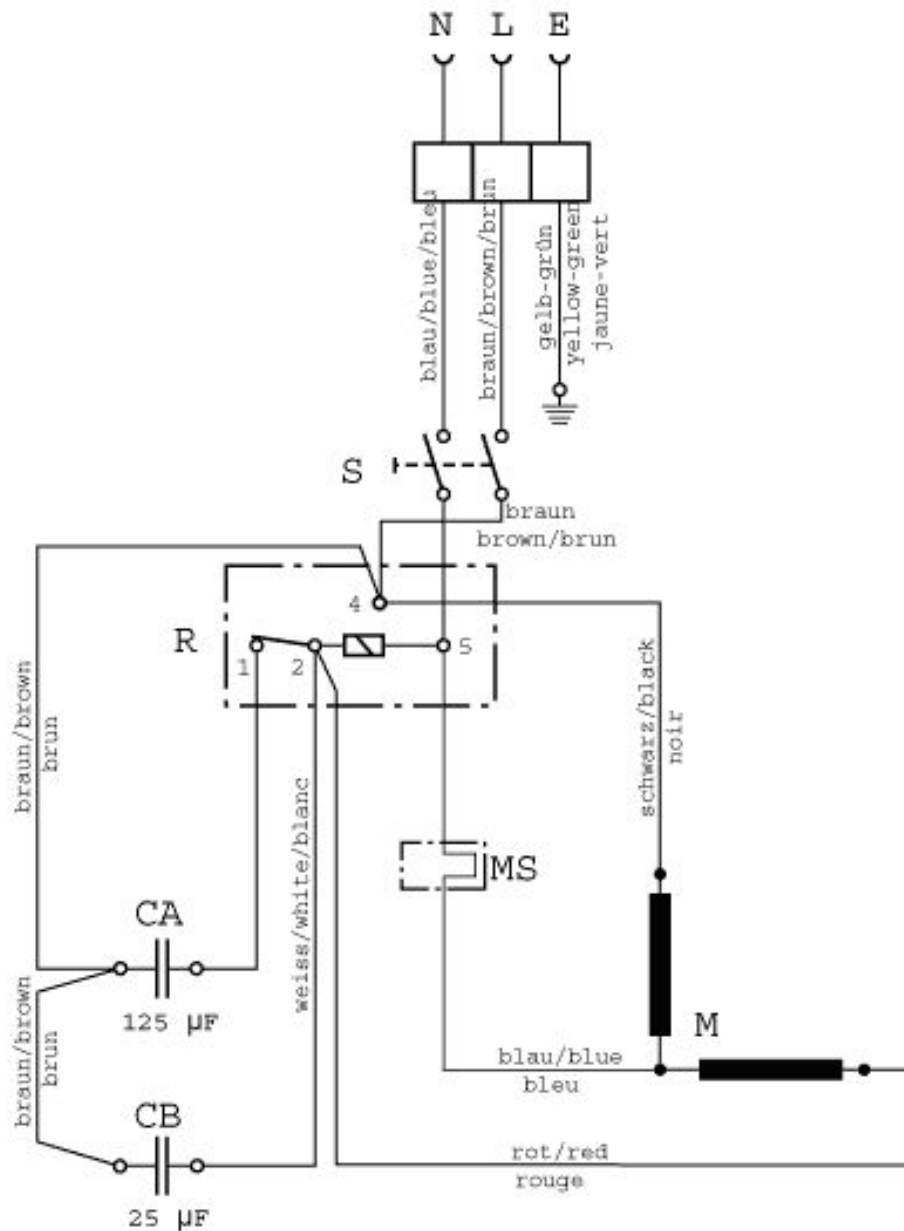 N L E
blau/blue/bleu
braun/brown/brun
gelb-grün
yellow-green
jaune-vert
S
braun
brown/brun
4
R
1
2
5
braun/brown
brun
schwarz/black
noir
weiss/white/blanc
MS
CA
125 µF
M
braun/brown
brun
blau/blue
bleu
CB
rot/red
rouge
25 µF